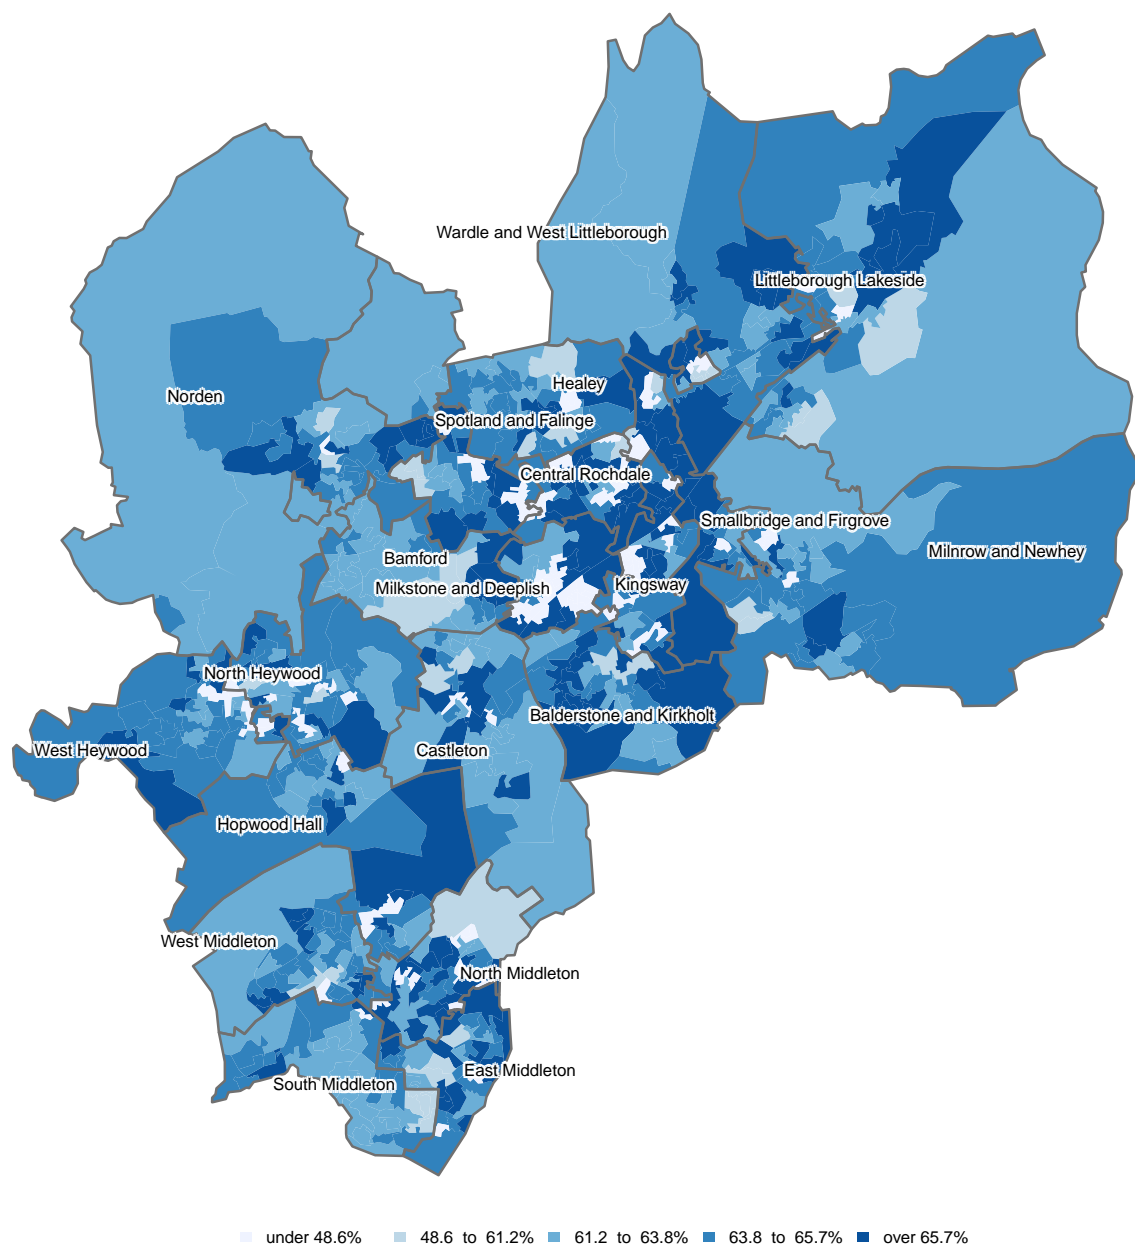 Wardle and West Littleborough
Littleborough Lakeside
Healey
Norden
Spotland and Falinge
Central Rochdale
Smallbridge and Firgrove
Milnrow and Newhey
Bamford
Milkstone and Deeplish
Kingsway
North Heywood
Balderstone and Kirkholt
West Heywood
Castleton
Hopwood Hall
West Middleton
North Middleton
East Middleton
South Middleton
under 48.6% 48.6 to 61.2% 61.2 to 63.8% 63.8 to 65.7% over 65.7%